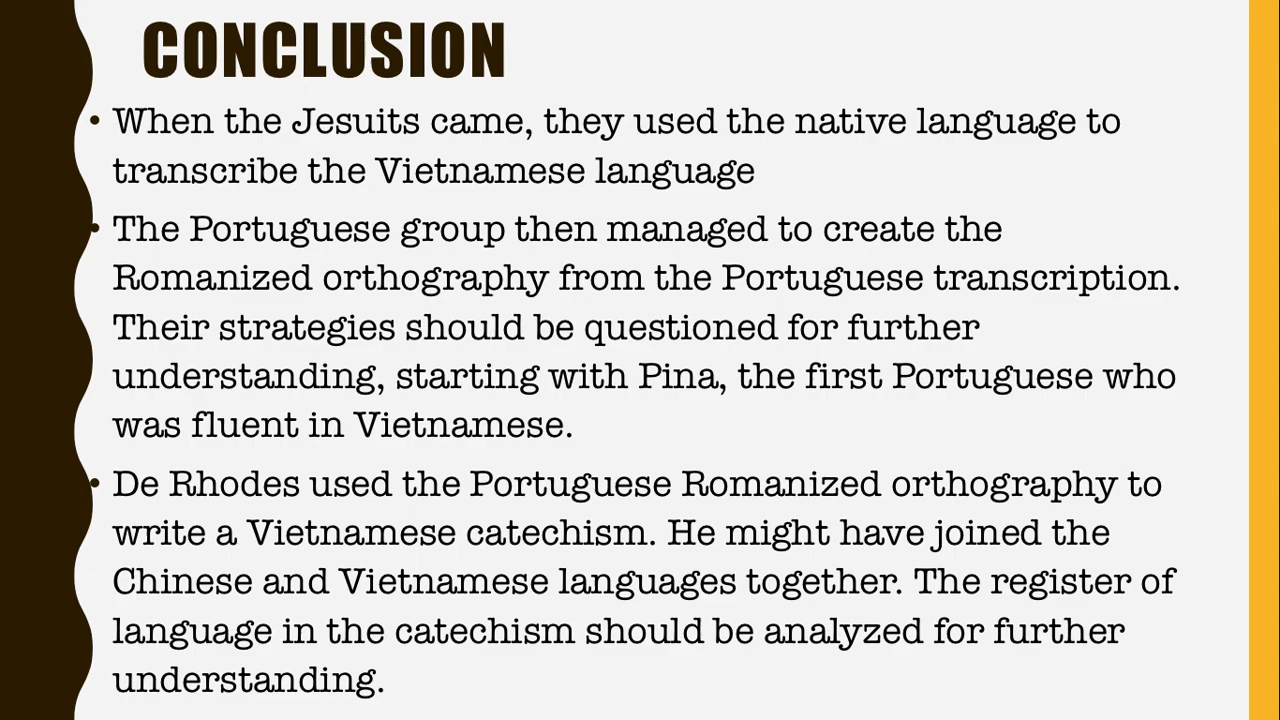 CONCLUSION
• When the Jesuits came, they used the native language to
transcribe the Vietnamese language
• The Portuguese group then managed to create the
Romanized orthography from the Portuguese transcription.
Their strategies should be questioned for further
understanding, starting with Pina, the first Portuguese who
was fluent in Vietnamese.
• De Rhodes used the Portuguese Romanized orthography to
write a Vietnamese catechism. He might have joined the
Chinese and Vietnamese languages together. The register of
language in the catechism should be analyzed for further
understanding.